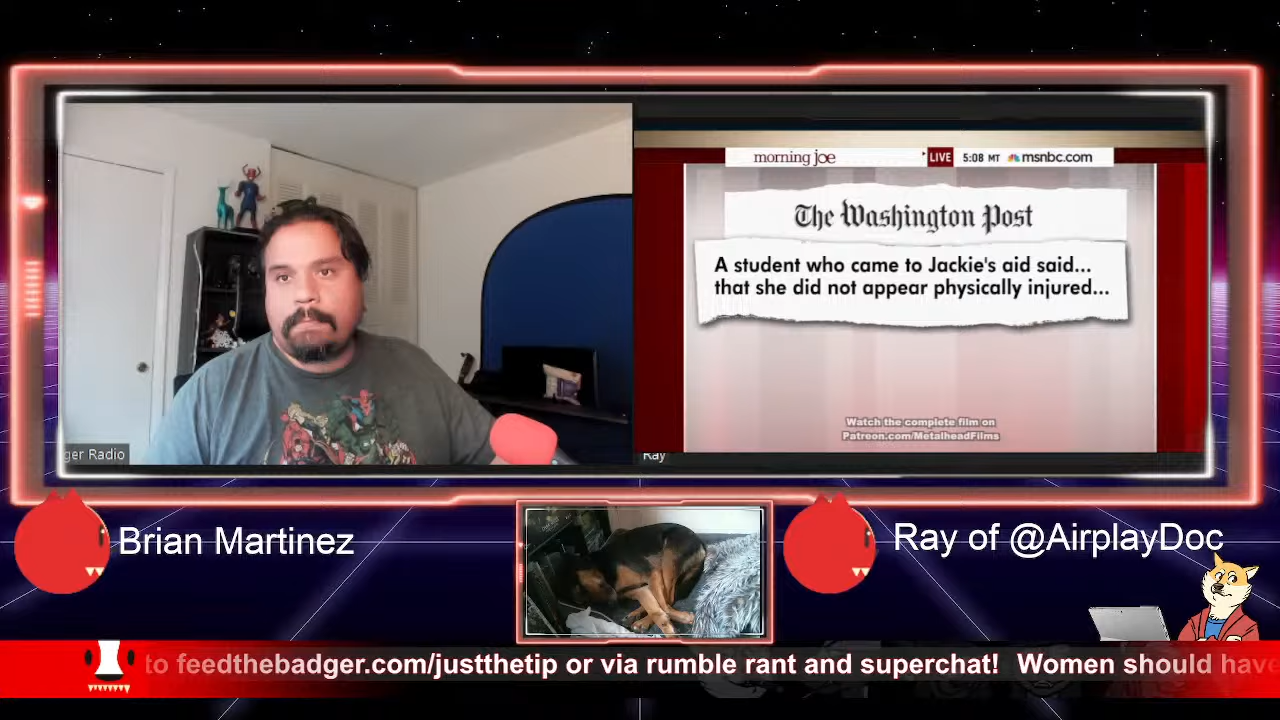 morning joe
LIVE 5:08 MT msnbc.com
The Washington Post
A student who came to Jackie's aid said...
that she did not appear physically injured...
Watch the complete film on
Patreon.com/MetalheadFilms
ger Radio
Ray
Brian Martinez
Ray of @AirplayDoc
to feedthebadger.com/justthetip or via rumble rant and superchat! Women should have